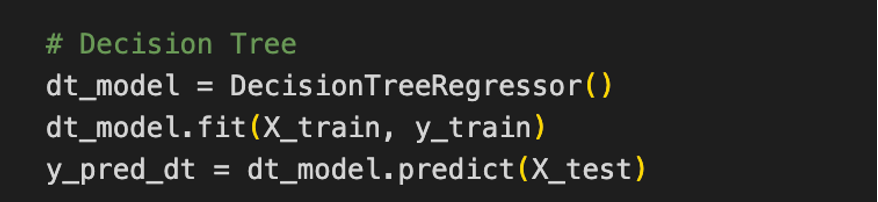 # Decision Tree
dt_model = DecisionTreeRegressor()
dt_model.fit(X_train, y_train)
y_pred_dt = dt_model.predict(X_test)